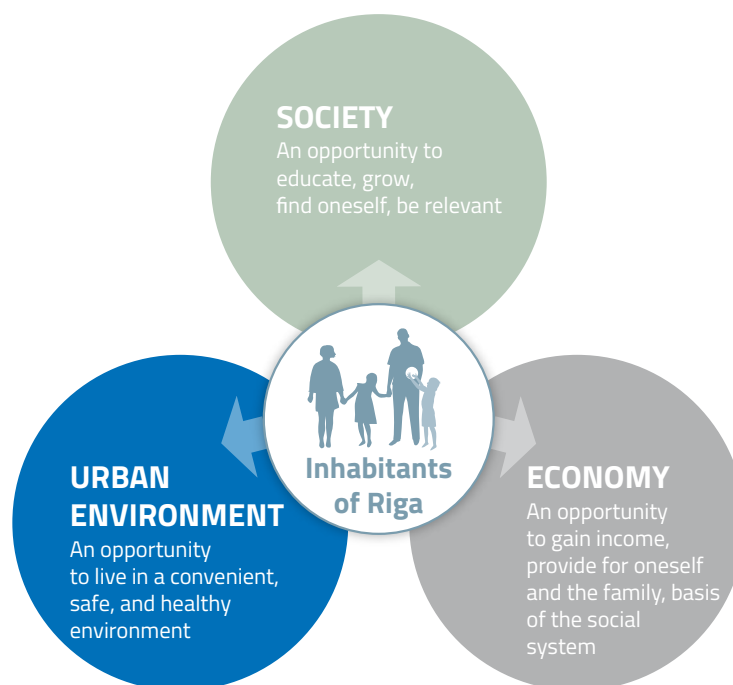 SOCIETY
An opportunity to
educate, grow,
find oneself, be relevant
Inhabitants
of Riga
URBAN
ENVIRONMENT
An opportunity
to live in a convenient,
safe, and healthy
environment
ECONOMY
An opportunity
to gain income,
provide for oneself
and the family, basis
of the social
system